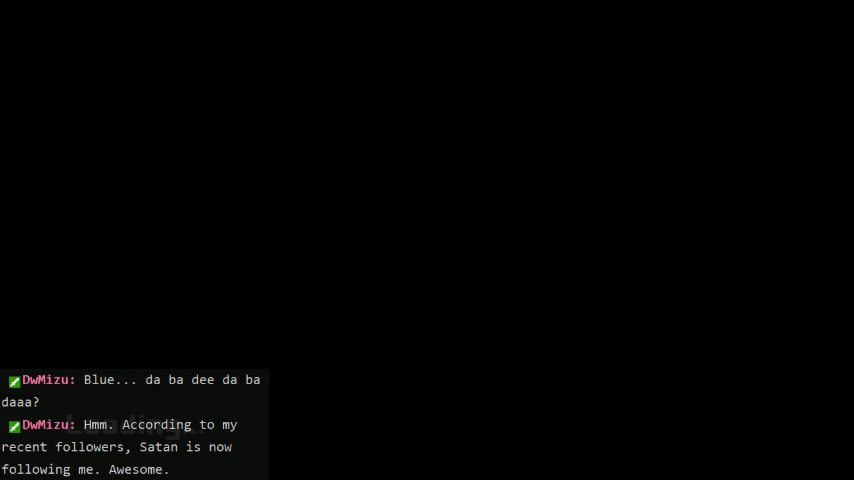 DwMizu: Blue... da ba dee da ba
daaa?
DwMizu: Hmm. According to my
Loading...
recent followers, Satan is now
following me. Awesome.